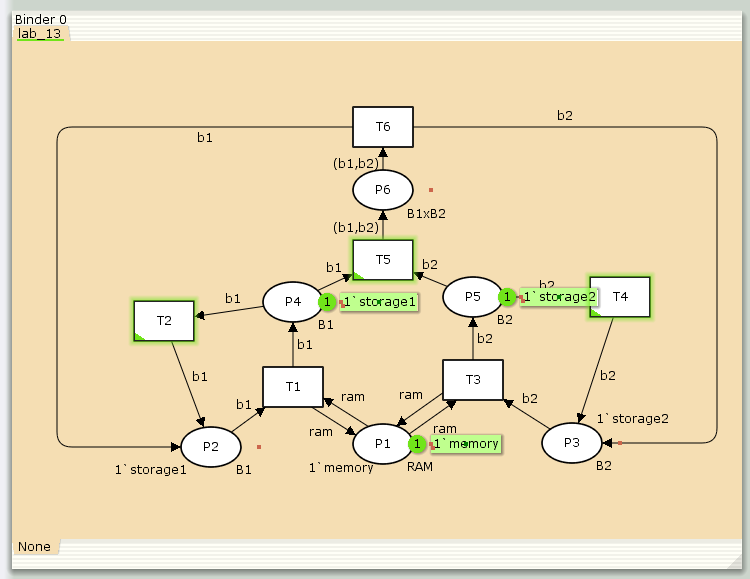 Binder 0
lab_13
T6
b1
b2
(b1,b2)
P6
B1xB2
(b1,b2)
T5
b1
b2
P4
1
1`storage1
B1
P5
1
1`storage2
B2
b2
T4
T2
b1
b1
b2
T1
T3
b1
b2
b1
ram
ram
b2
ram
ram
P2
1`storage1
B1
P1
1
1`memory
1`memory
RAM
P3
1`storage2
B2
None